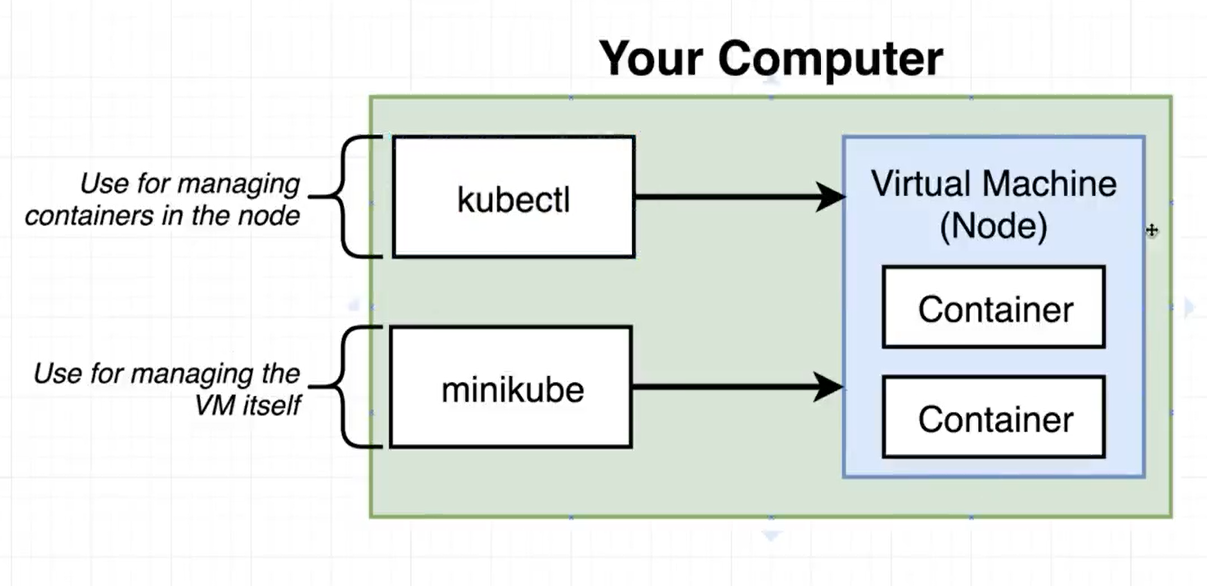 Your Computer
Use for managing
containers in the node
kubectl
Virtual Machine
(Node)
Container
Use for managing the
VM itself
minikube
Container